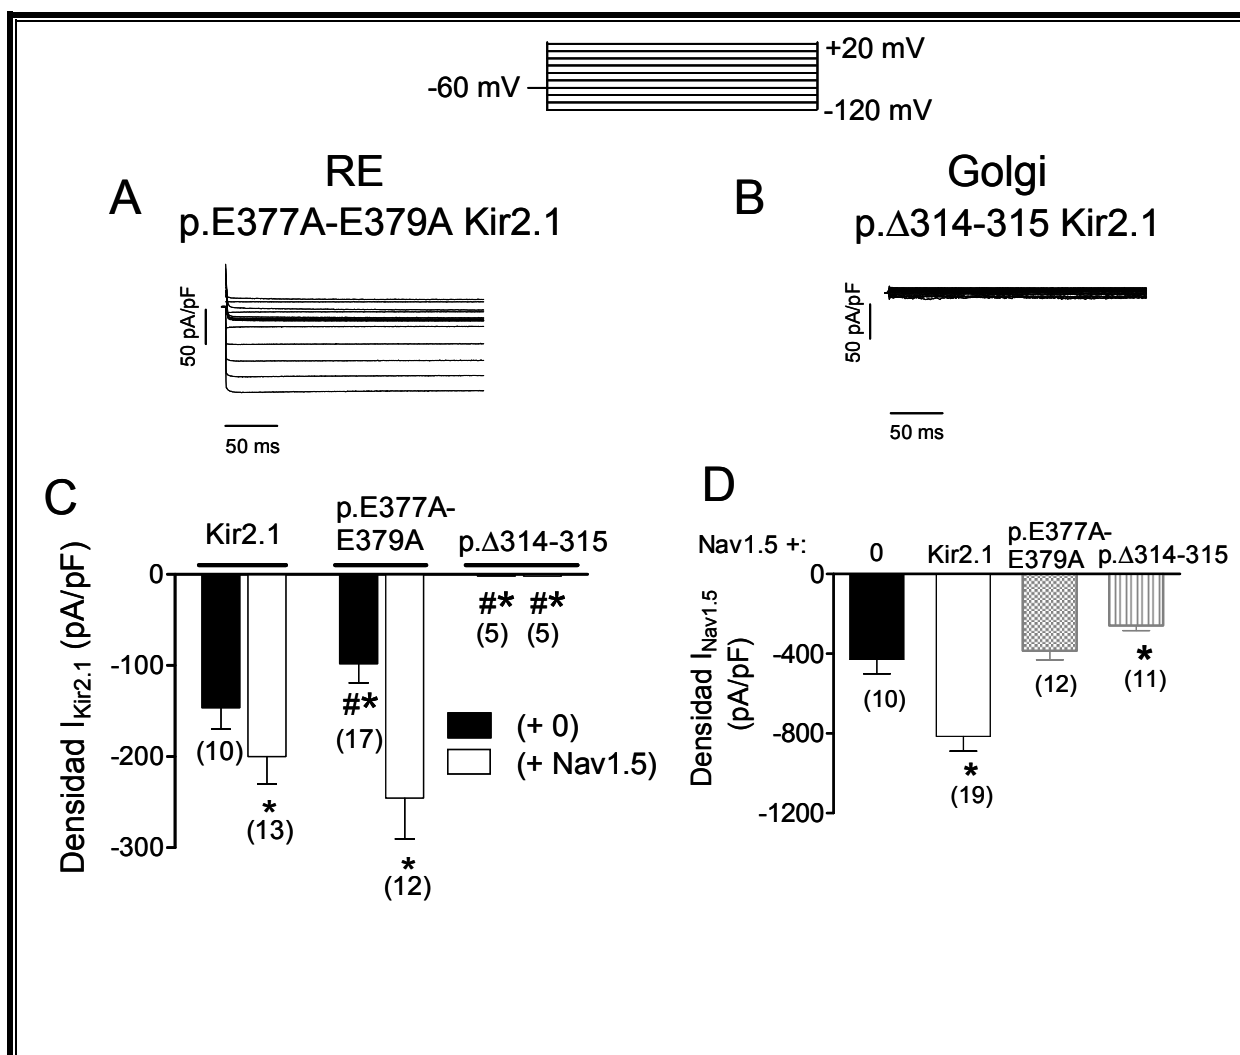 +20 mV
-60 mV
-120 mV
A
RE
p.E377A-E379A Kir2.1
50 pA/pF
50 ms
B
Golgi
p.Δ314-315 Kir2.1
50 pA/pF
50 ms
C
Kir2.1
p.E377A-
E379A
p.Δ314-315
Densidad IKir2.1 (pA/pF)
0
-100
-200
-300
(10)
*
(13)
#*
(17)
*
(12)
#*
(5)
#*
(5)
(+ 0)
(+ Nav1.5)
D
Nav1.5 +:
0
Kir2.1
p.E377A-
E379A
p.Δ314-315
Densidad INav1.5
(pA/pF)
0
-400
-800
-1200
(10)
*
(19)
(12)
*
(11)